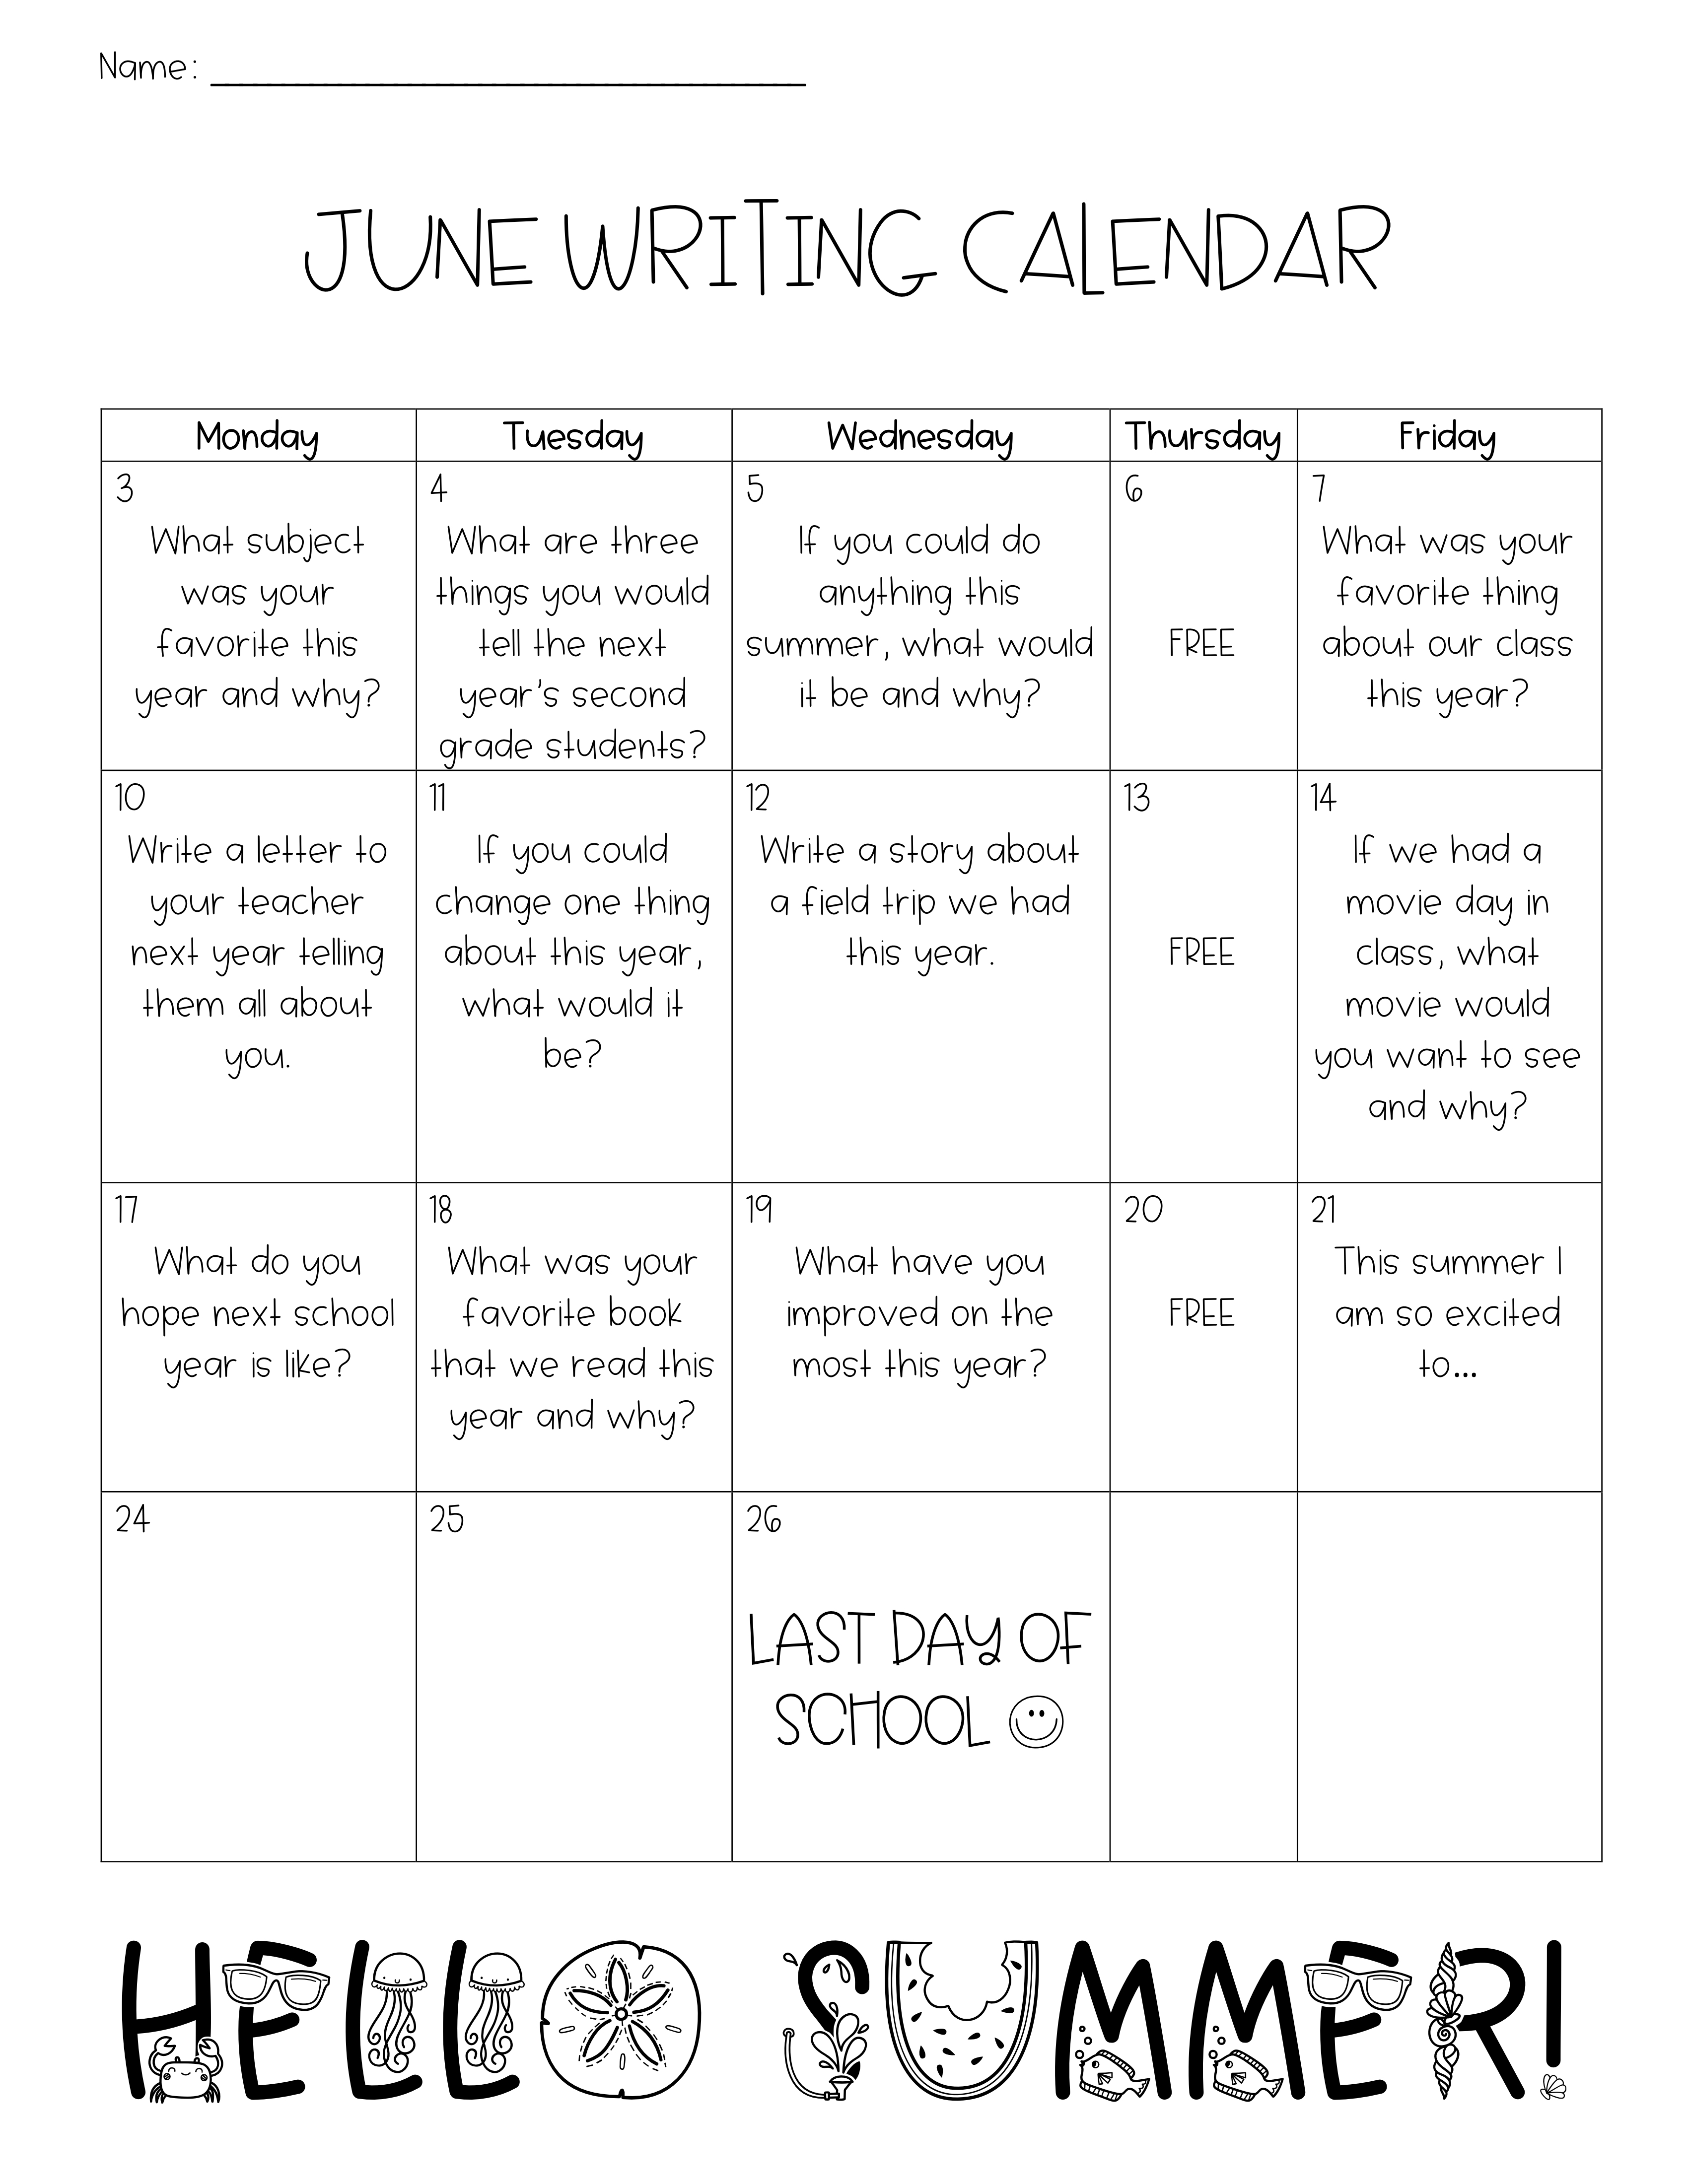 Name: ______________________________
JUNE WRITING CALENDAR
Monday Tuesday Wednesday Thursday Friday
3
What subject
was your
favorite this
year and why?
4
What are three
things you would
tell the next
year's second
grade students?
5
If you could do
anything this
summer, what would
it be and why?
6
FREE
7
What was your
favorite thing
about our class
this year?
10
Write a letter to
your teacher
next year telling
them all about
you.
11
If you could
change one thing
about this year,
what would it
be?
12
Write a story about
a field trip we had
this year.
13
FREE
14
If we had a
movie day in
class, what
movie would
you want to see
and why?
17
What do you
hope next school
year is like?
18
What was your
favorite book
that we read this
year and why?
19
What have you
improved on the
most this year?
20
FREE
21
This summer I
am so excited
to...
24
25
26
LAST DAY OF
SCHOOL ☺
HELLO SUMMER!